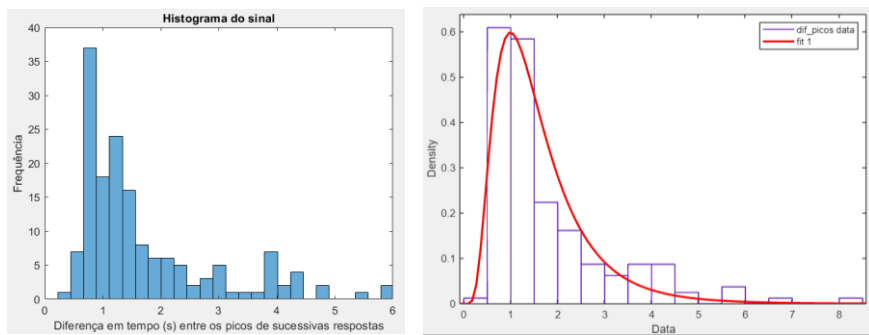 Histograma do sinal
40
35
30
25
20
15
10
5
0
Frequência
0 1 2 3 4 5 6
Diferença em tempo (s) entre os picos de sucessivas respostas
dif_picos data
fit 1
0.6
0.5
0.4
0.3
0.2
0.1
0
Density
0 1 2 3 4 5 6 7 8
Data